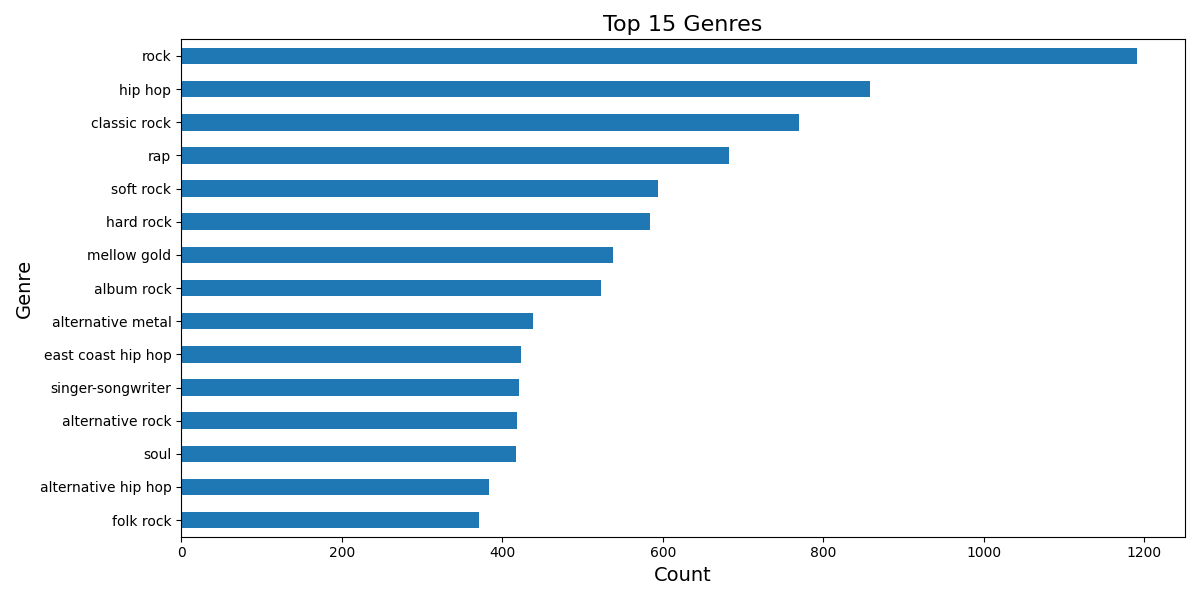 Top 15 Genres
Genre
rock
hip hop
classic rock
rap
soft rock
hard rock
mellow gold
album rock
alternative metal
east coast hip hop
singer-songwriter
alternative rock
soul
alternative hip hop
folk rock
0 200 400 600 800 1000 1200
Count